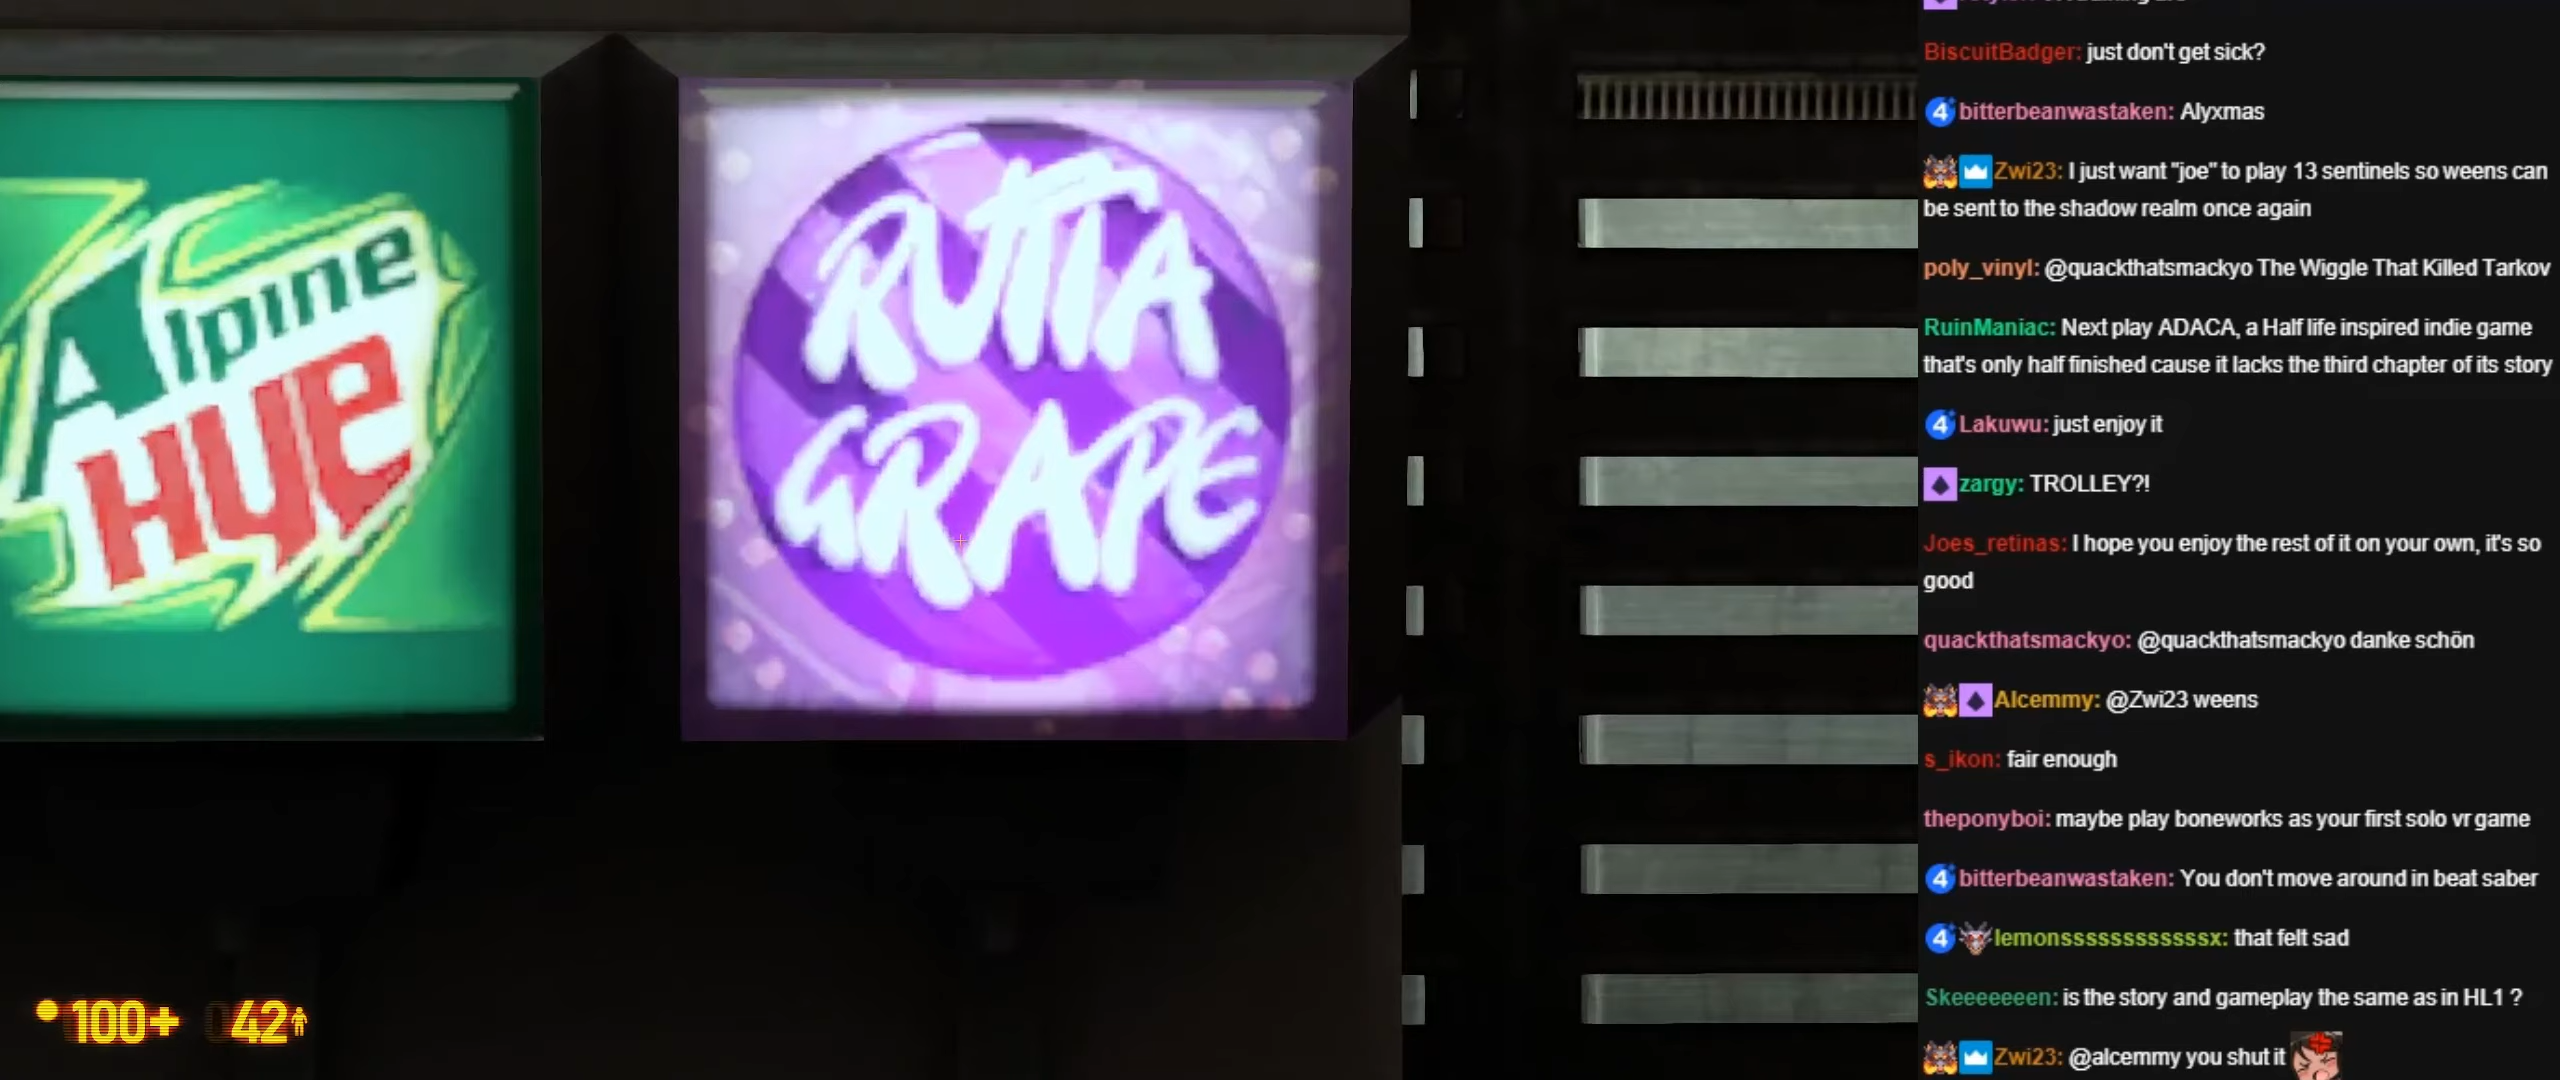 Alpine
Hue
RUTTA
GRAPE
100+ 42
BiscuitBadger: just don't get sick?
4 bitterbeanwastaken: Alyxmas
Zwi23: I just want "joe" to play 13 sentinels so weens can
be sent to the shadow realm once again
poly_vinyl: @quackthatsmackyo The Wiggle That Killed Tarkov
RuinManiac: Next play ADACA, a Half life inspired indie game
that's only half finished cause it lacks the third chapter of its story
4 Lakuwu: just enjoy it
zargy: TROLLEY?!
Joes_retinas: I hope you enjoy the rest of it on your own, it's so
good
quackthatsmackyo: @quackthatsmackyo danke schön
Alcemmy: @Zwi23 weens
s_ikon: fair enough
theponyboi: maybe play boneworks as your first solo vr game
4 bitterbeanwastaken: You don't move around in beat saber
4 lemonsssssssssssssx: that felt sad
Skeeeeeeen: is the story and gameplay the same as in HL1 ?
Zwi23: @alcemmy you shut it